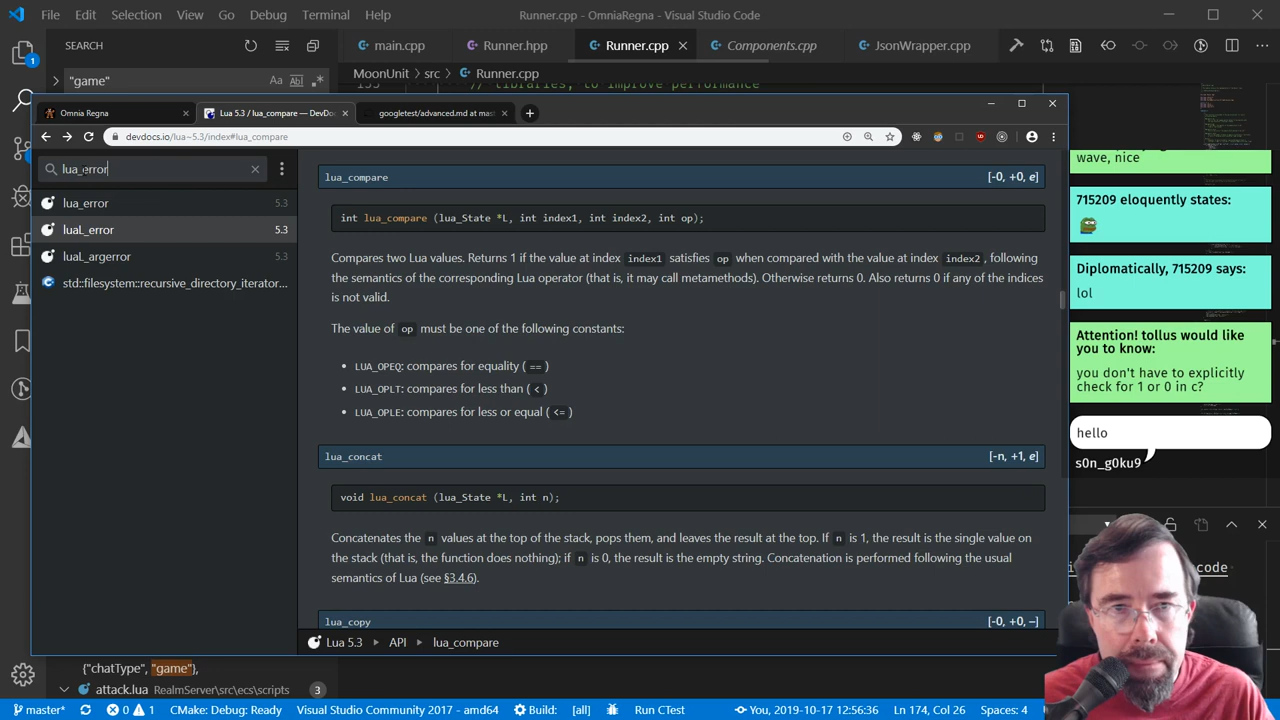 File Edit Selection View Go Debug Terminal Help
Runner.cpp - OmniaRegna - Visual Studio Code
SEARCH
main.cpp
Runner.hpp
Runner.cpp
Components.cpp
JsonWrapper.cpp
"game"
MoonUnit > src > Runner.cpp
// libraries, to improve performance
Omnia Regna
Lua 5.3 / lua_compare — DevDoc
googletest/advanced.md at mast
devdocs.io/lua~5.3/index#lua_compare
lua_error
lua_error 5.3
luaL_error 5.3
luaL_argerror 5.3
std::filesystem::recursive_directory_iterator...
lua_compare [-0, +0, e]
int lua_compare (lua_State *L, int index1, int index2, int op);
Compares two Lua values. Returns 1 if the value at index index1 satisfies op when compared with the value at index index2 , following
the semantics of the corresponding Lua operator (that is, it may call metamethods). Otherwise returns 0. Also returns 0 if any of the indices
is not valid.
The value of op must be one of the following constants:
• LUA_OPEQ: compares for equality ( == )
• LUA_OPLT: compares for less than ( < )
• LUA_OPLE: compares for less or equal ( <= )
lua_concat [-n, +1, e]
void lua_concat (lua_State *L, int n);
Concatenates the n values at the top of the stack, pops them, and leaves the result at the top. If n is 1, the result is the single value on
the stack (that is, the function does nothing); if n is 0, the result is the empty string. Concatenation is performed following the usual
semantics of Lua (see §3.4.6).
lua_copy [-0, +0, –]
Lua 5.3 API lua_compare
wave, nice
715209 eloquently states:
Diplomatically, 715209 says:
lol
Attention! tollus would like
you to know:
you don't have to explicitly
check for 1 or 0 in c?
hello
s0n_g0ku9
code
{"chatType", "game"},
attack.lua RealmServer\src\ecs\scripts 3
master* 0 1 CMake: Debug: Ready Visual Studio Community 2017 - amd64 Build: [all] Run CTest You, 2019-10-17 12:56:36 Ln 174, Col 26 Spaces: 4